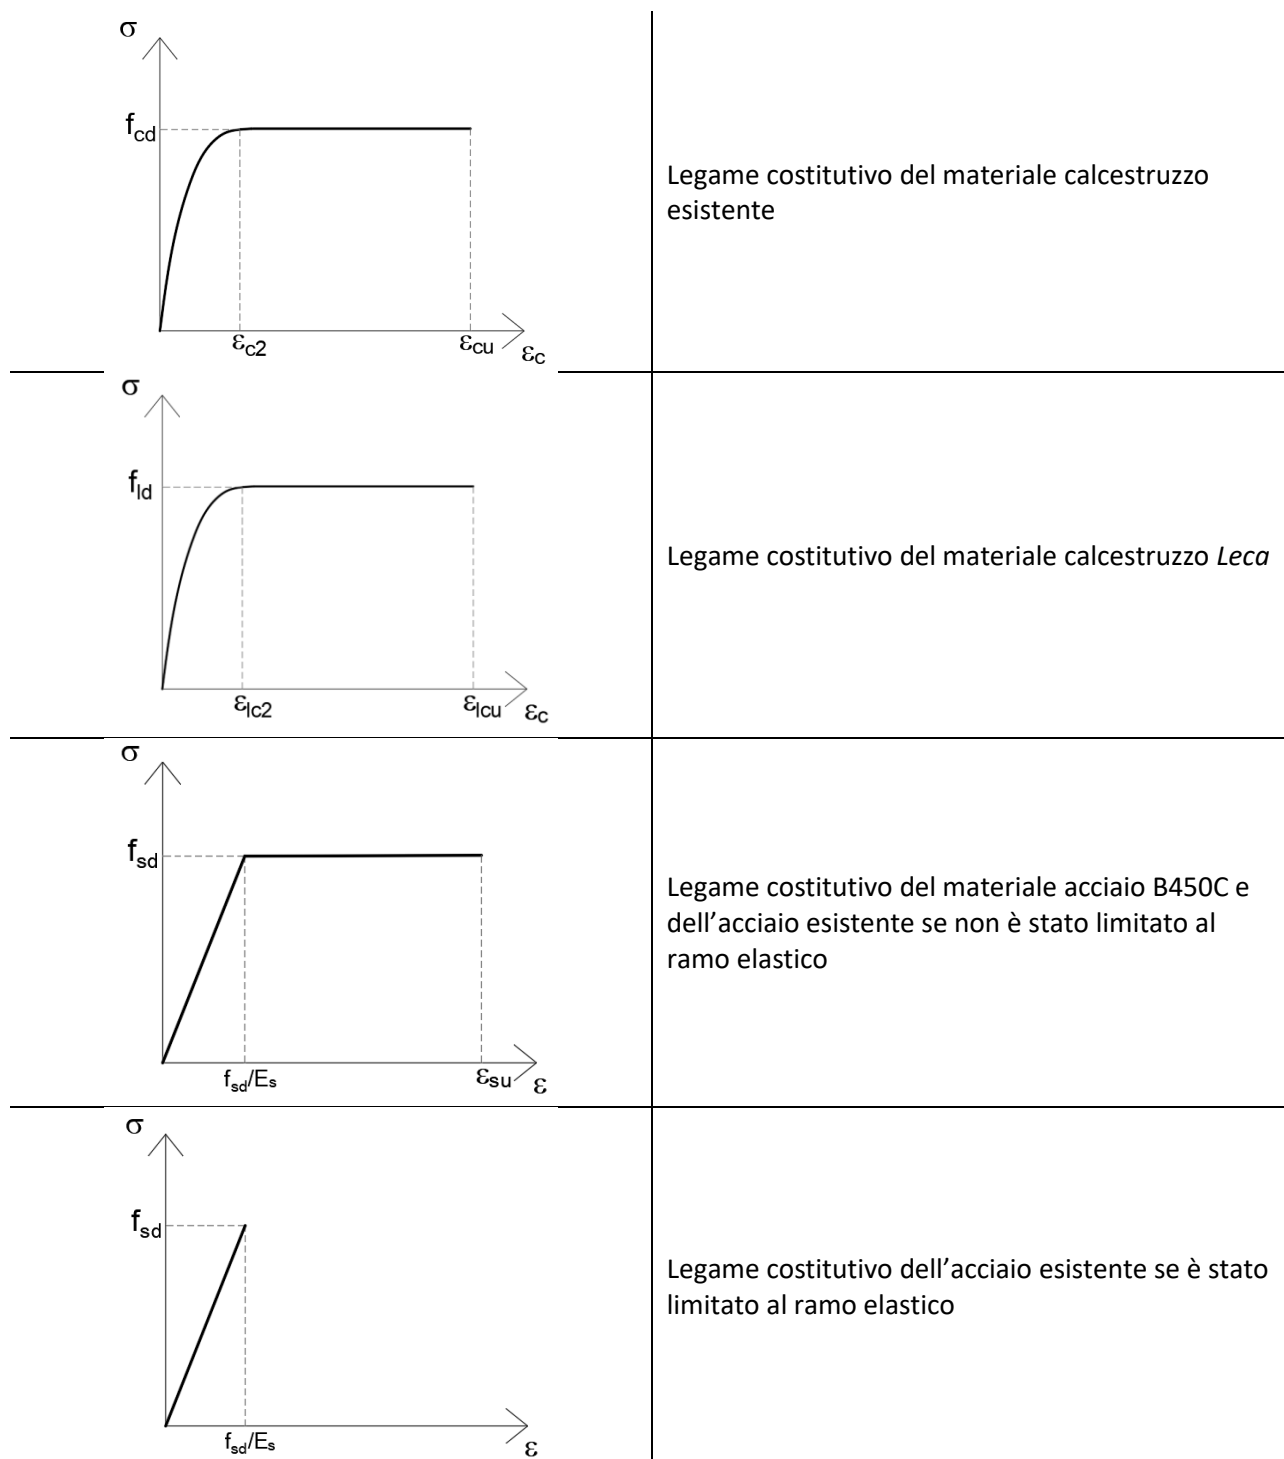 σ
f_cd
ε_c2
ε_cu
ε_c
Legame costitutivo del materiale calcestruzzo
esistente
σ
f_ld
ε_lc2
ε_lcu
ε_c
Legame costitutivo del materiale calcestruzzo Leca
σ
f_sd
f_sd/E_s
ε_su
ε
Legame costitutivo del materiale acciaio B450C e
dell’acciaio esistente se non è stato limitato al
ramo elastico
σ
f_sd
f_sd/E_s
ε
Legame costitutivo dell’acciaio esistente se è stato
limitato al ramo elastico